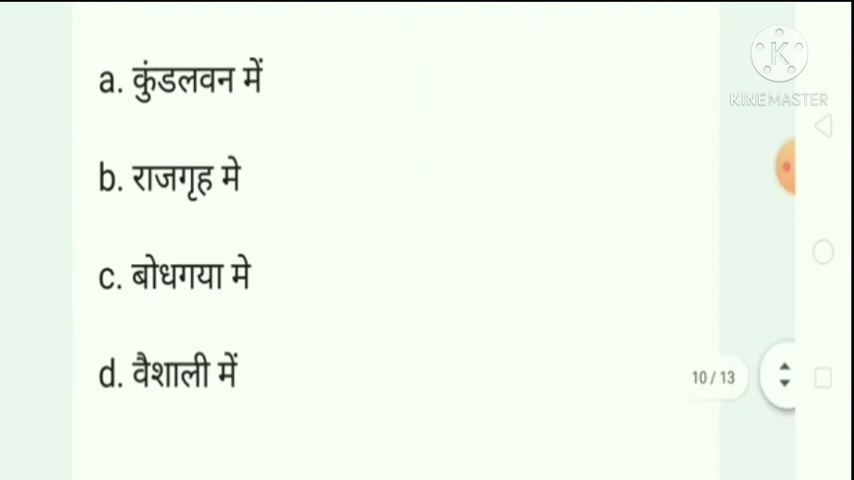 a. कुंडलवन में
K
KINEMASTER
b. राजगृह मे
c. बोधगया मे
d. वैशाली में
10 / 13